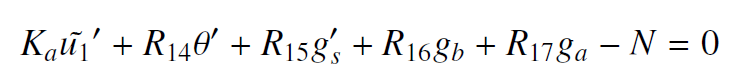 $K_a \tilde{u_1}' + R_{14}\theta' + R_{15}g_s' + R_{16}g_b + R_{17}g_a - N = 0$